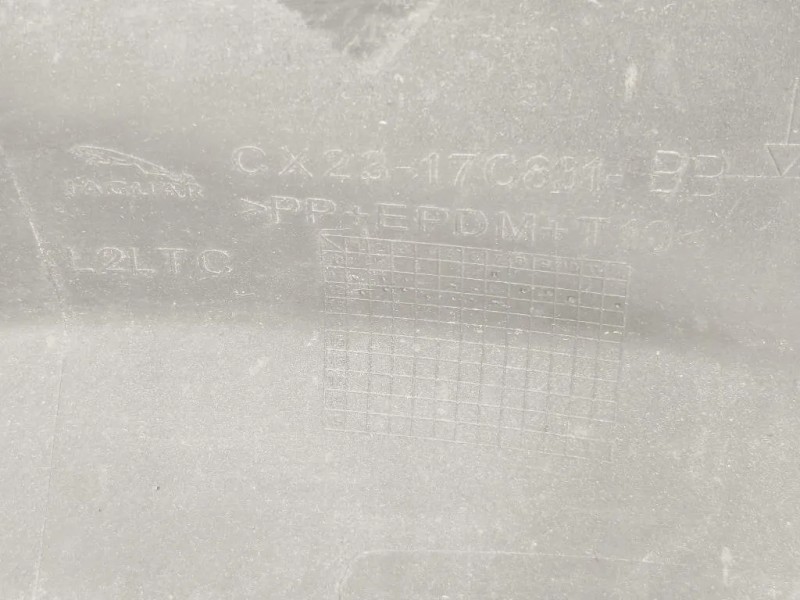 JAGUAR
CX23-17C831- BB
>PP+EPDM+T10<
L2LTC